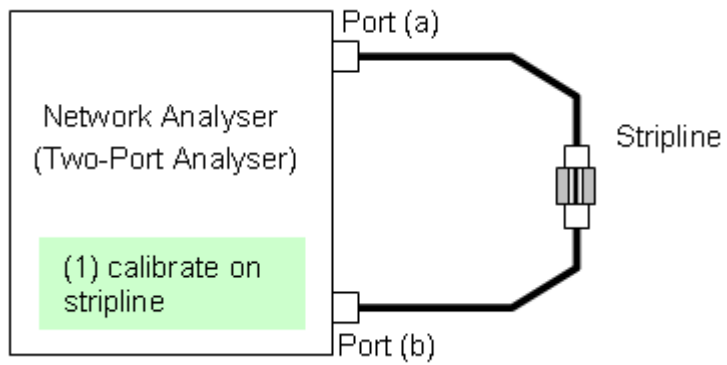 Port (a)
Network Analyser
(Two-Port Analyser)
Stripline
(1) calibrate on
stripline
Port (b)